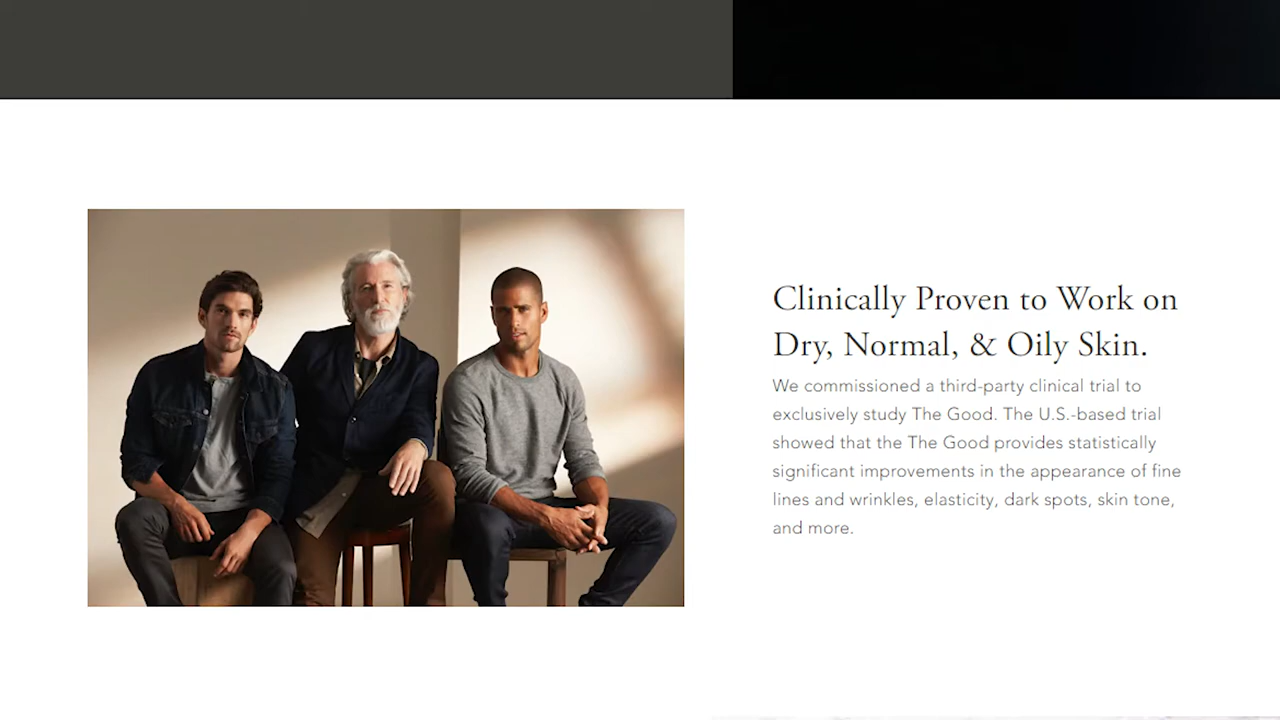 Clinically Proven to Work on
Dry, Normal, & Oily Skin.
We commissioned a third-party clinical trial to
exclusively study The Good. The U.S.-based trial
showed that the The Good provides statistically
significant improvements in the appearance of fine
lines and wrinkles, elasticity, dark spots, skin tone,
and more.